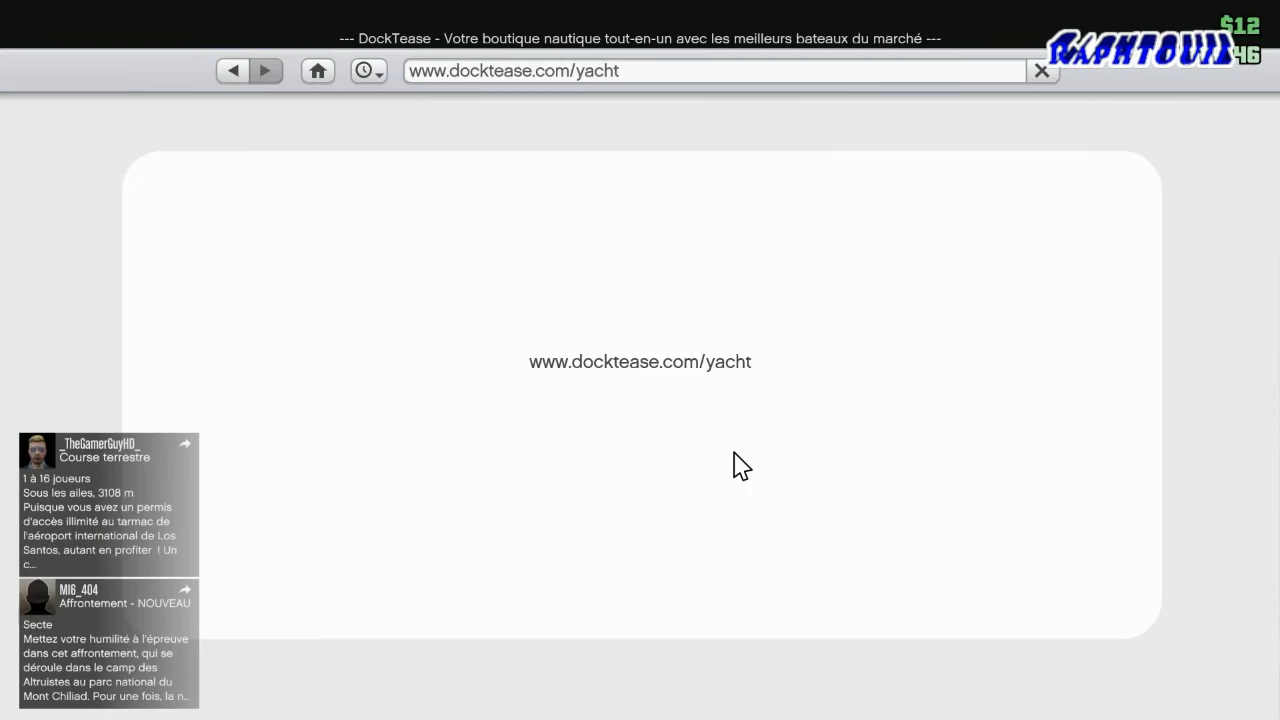 $12
--- DockTease - Votre boutique nautique tout-en-un avec les meilleurs bateaux du marché ---
46
www.docktease.com/yacht
www.docktease.com/yacht
_TheGamerGuyHD_
Course terrestre
1 à 16 joueurs
Sous les ailes, 3108 m
Puisque vous avez un permis
d'accès illimité au tarmac de
l'aéroport international de Los
Santos, autant en profiter ! Un
c...
MI6_404
Affrontement - NOUVEAU
Secte
Mettez votre humilité à l'épreuve
dans cet affrontement, qui se
déroule dans le camp des
Altruistes au parc national du
Mont Chiliad. Pour une fois, la n...